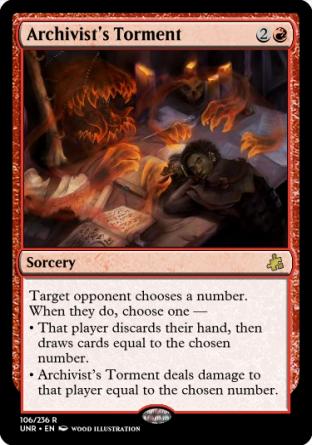 Archivist's Torment 2
Sorcery
Target opponent chooses a number.
When they do, choose one —
• That player discards their hand, then
draws cards equal to the chosen
number.
• Archivist's Torment deals damage to
that player equal to the chosen number.
106/236 R
UNR • EN WOOD ILLUSTRATION